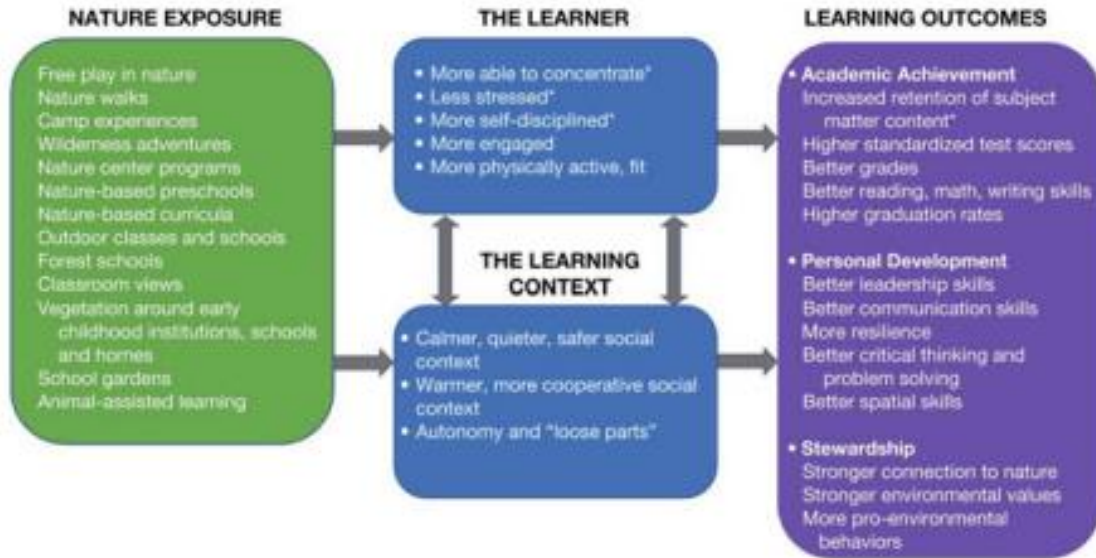 NATURE EXPOSURE
Free play in nature
Nature walks
Camp experiences
Wilderness adventures
Nature center programs
Nature-based preschools
Nature-based curricula
Outdoor classes and schools
Forest schools
Classroom views
Vegetation around early
childhood institutions, schools
and homes
School gardens
Animal-assisted learning
THE LEARNER
• More able to concentrate*
• Less stressed*
• More self-disciplined*
• More engaged
• More physically active, fit
THE LEARNING
CONTEXT
• Calmer, quieter, safer social
context
• Warmer, more cooperative social
context
• Autonomy and “loose parts”
LEARNING OUTCOMES
• Academic Achievement
Increased retention of subject
matter content*
Higher standardized test scores
Better grades
Better reading, math, writing skills
Higher graduation rates
• Personal Development
Better leadership skills
Better communication skills
More resilience
Better critical thinking and
problem solving
Better spatial skills
• Stewardship
Stronger connection to nature
Stronger environmental values
More pro-environmental
behaviors